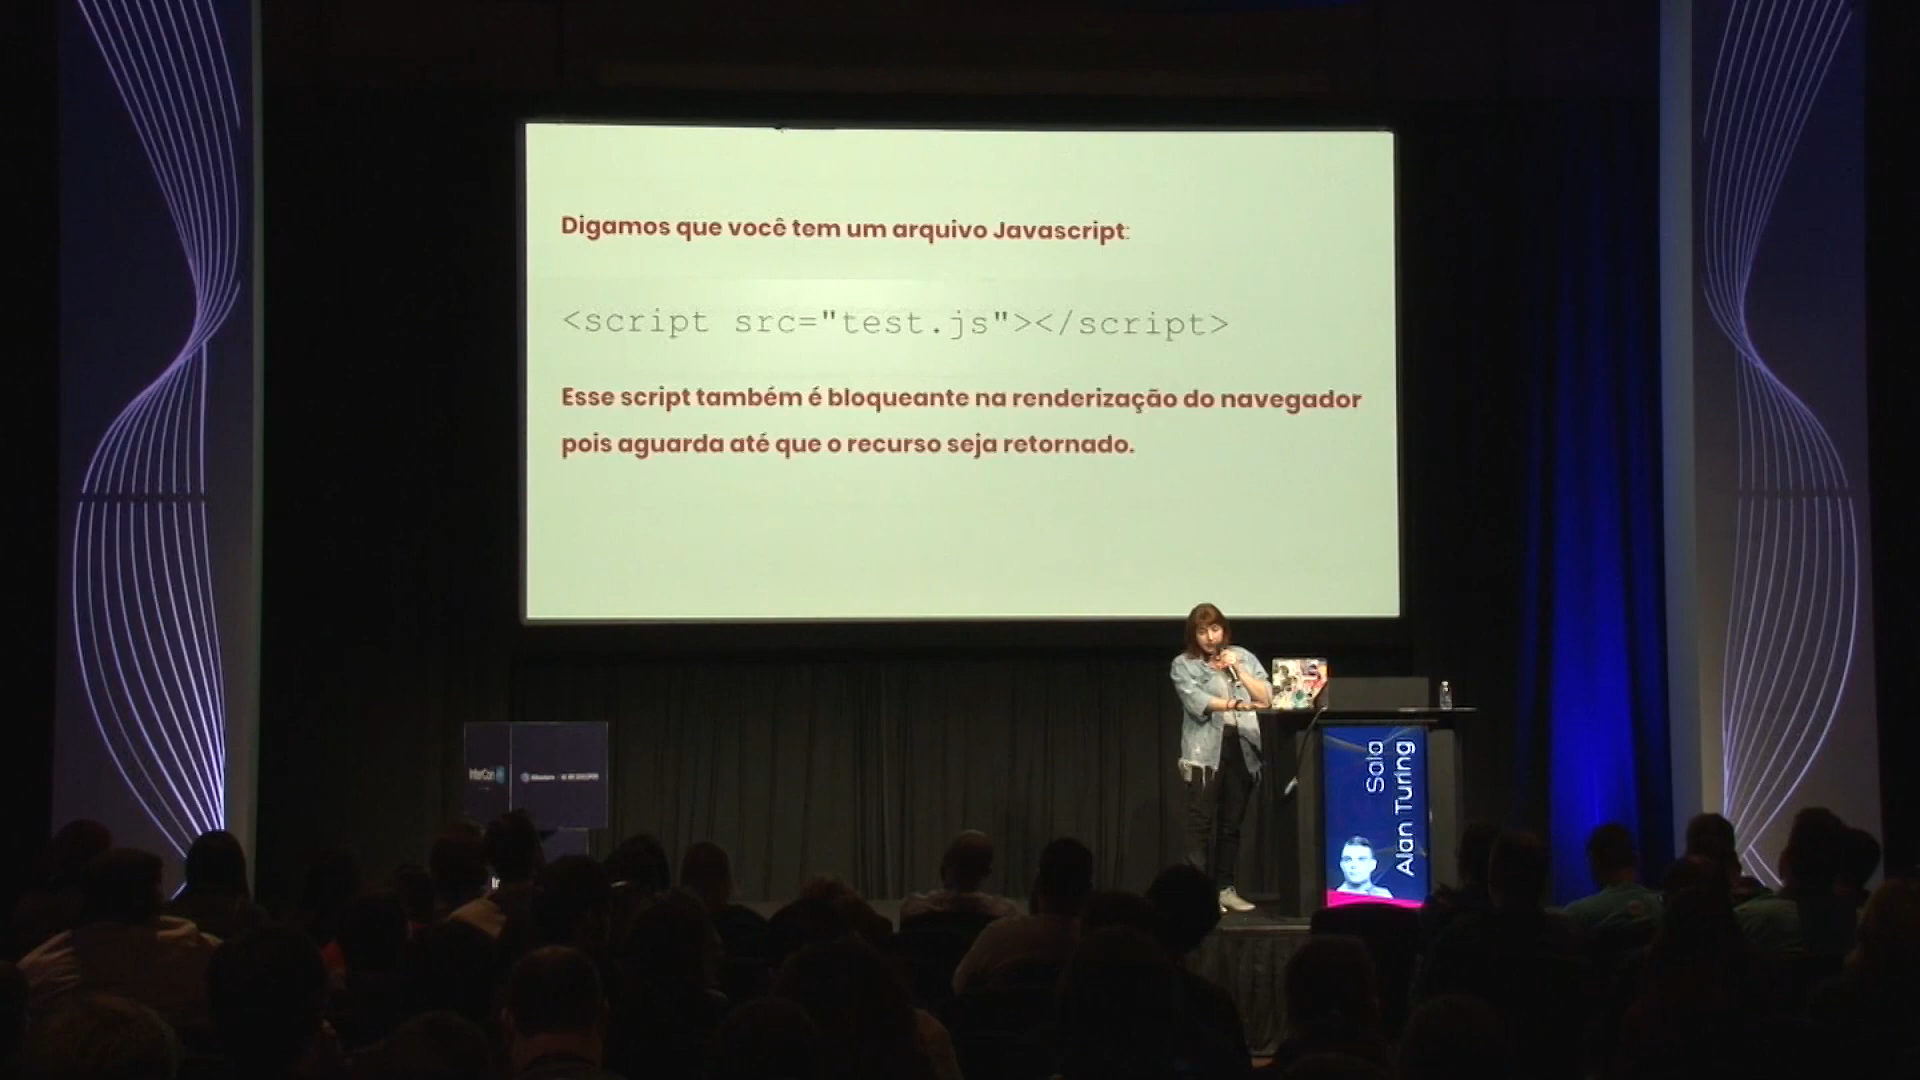 Digamos que você tem um arquivo Javascript:
<script src="test.js"></script>
Esse script também é bloqueante na renderização do navegador
pois aguarda até que o recurso seja retornado.
InterCon
Sala
Alan Turing